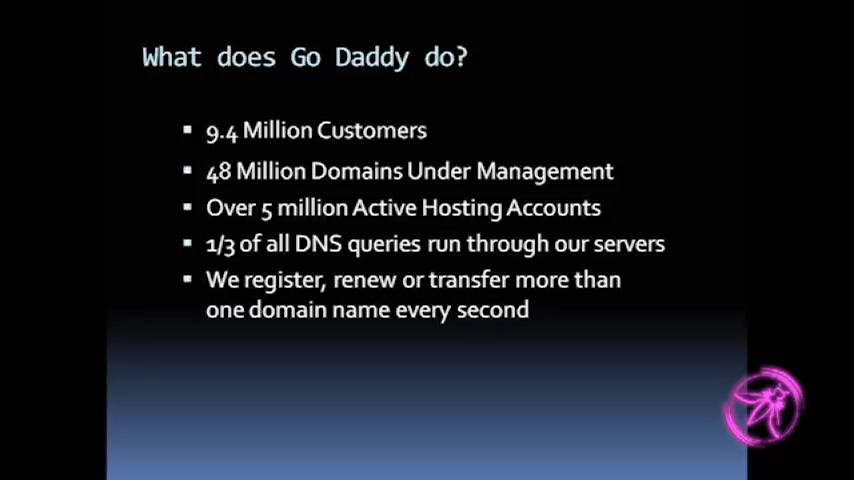 What does Go Daddy do?
9.4 Million Customers
48 Million Domains Under Management
Over 5 million Active Hosting Accounts
1/3 of all DNS queries run through our servers
We register, renew or transfer more than
one domain name every second